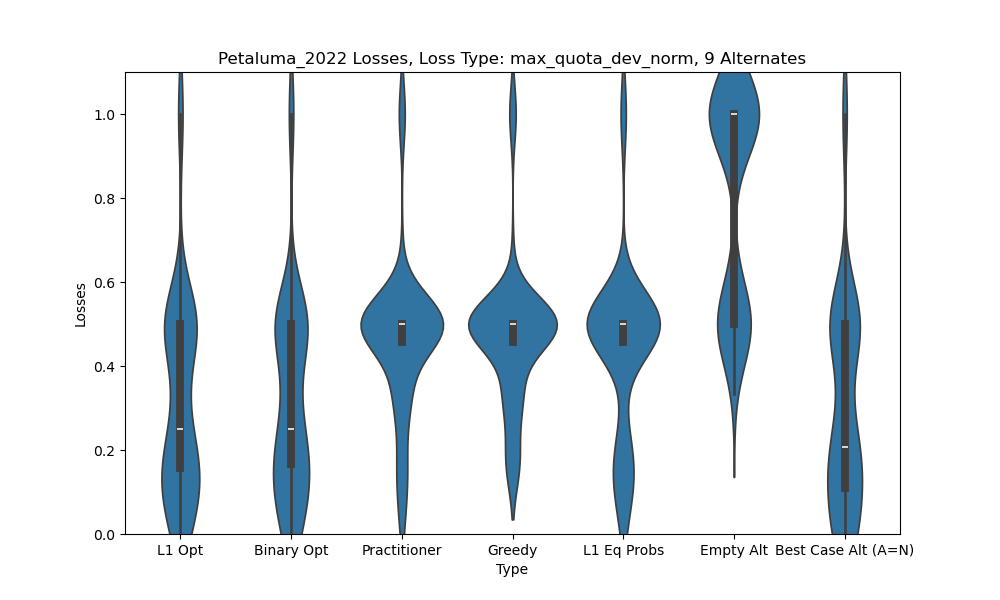 Petaluma_2022 Losses, Loss Type: max_quota_dev_norm, 9 Alternates
Losses
1.0
0.8
0.6
0.4
0.2
0.0
L1 Opt
Binary Opt
Practitioner
Greedy
L1 Eq Probs
Empty Alt
Best Case Alt (A=N)
Type